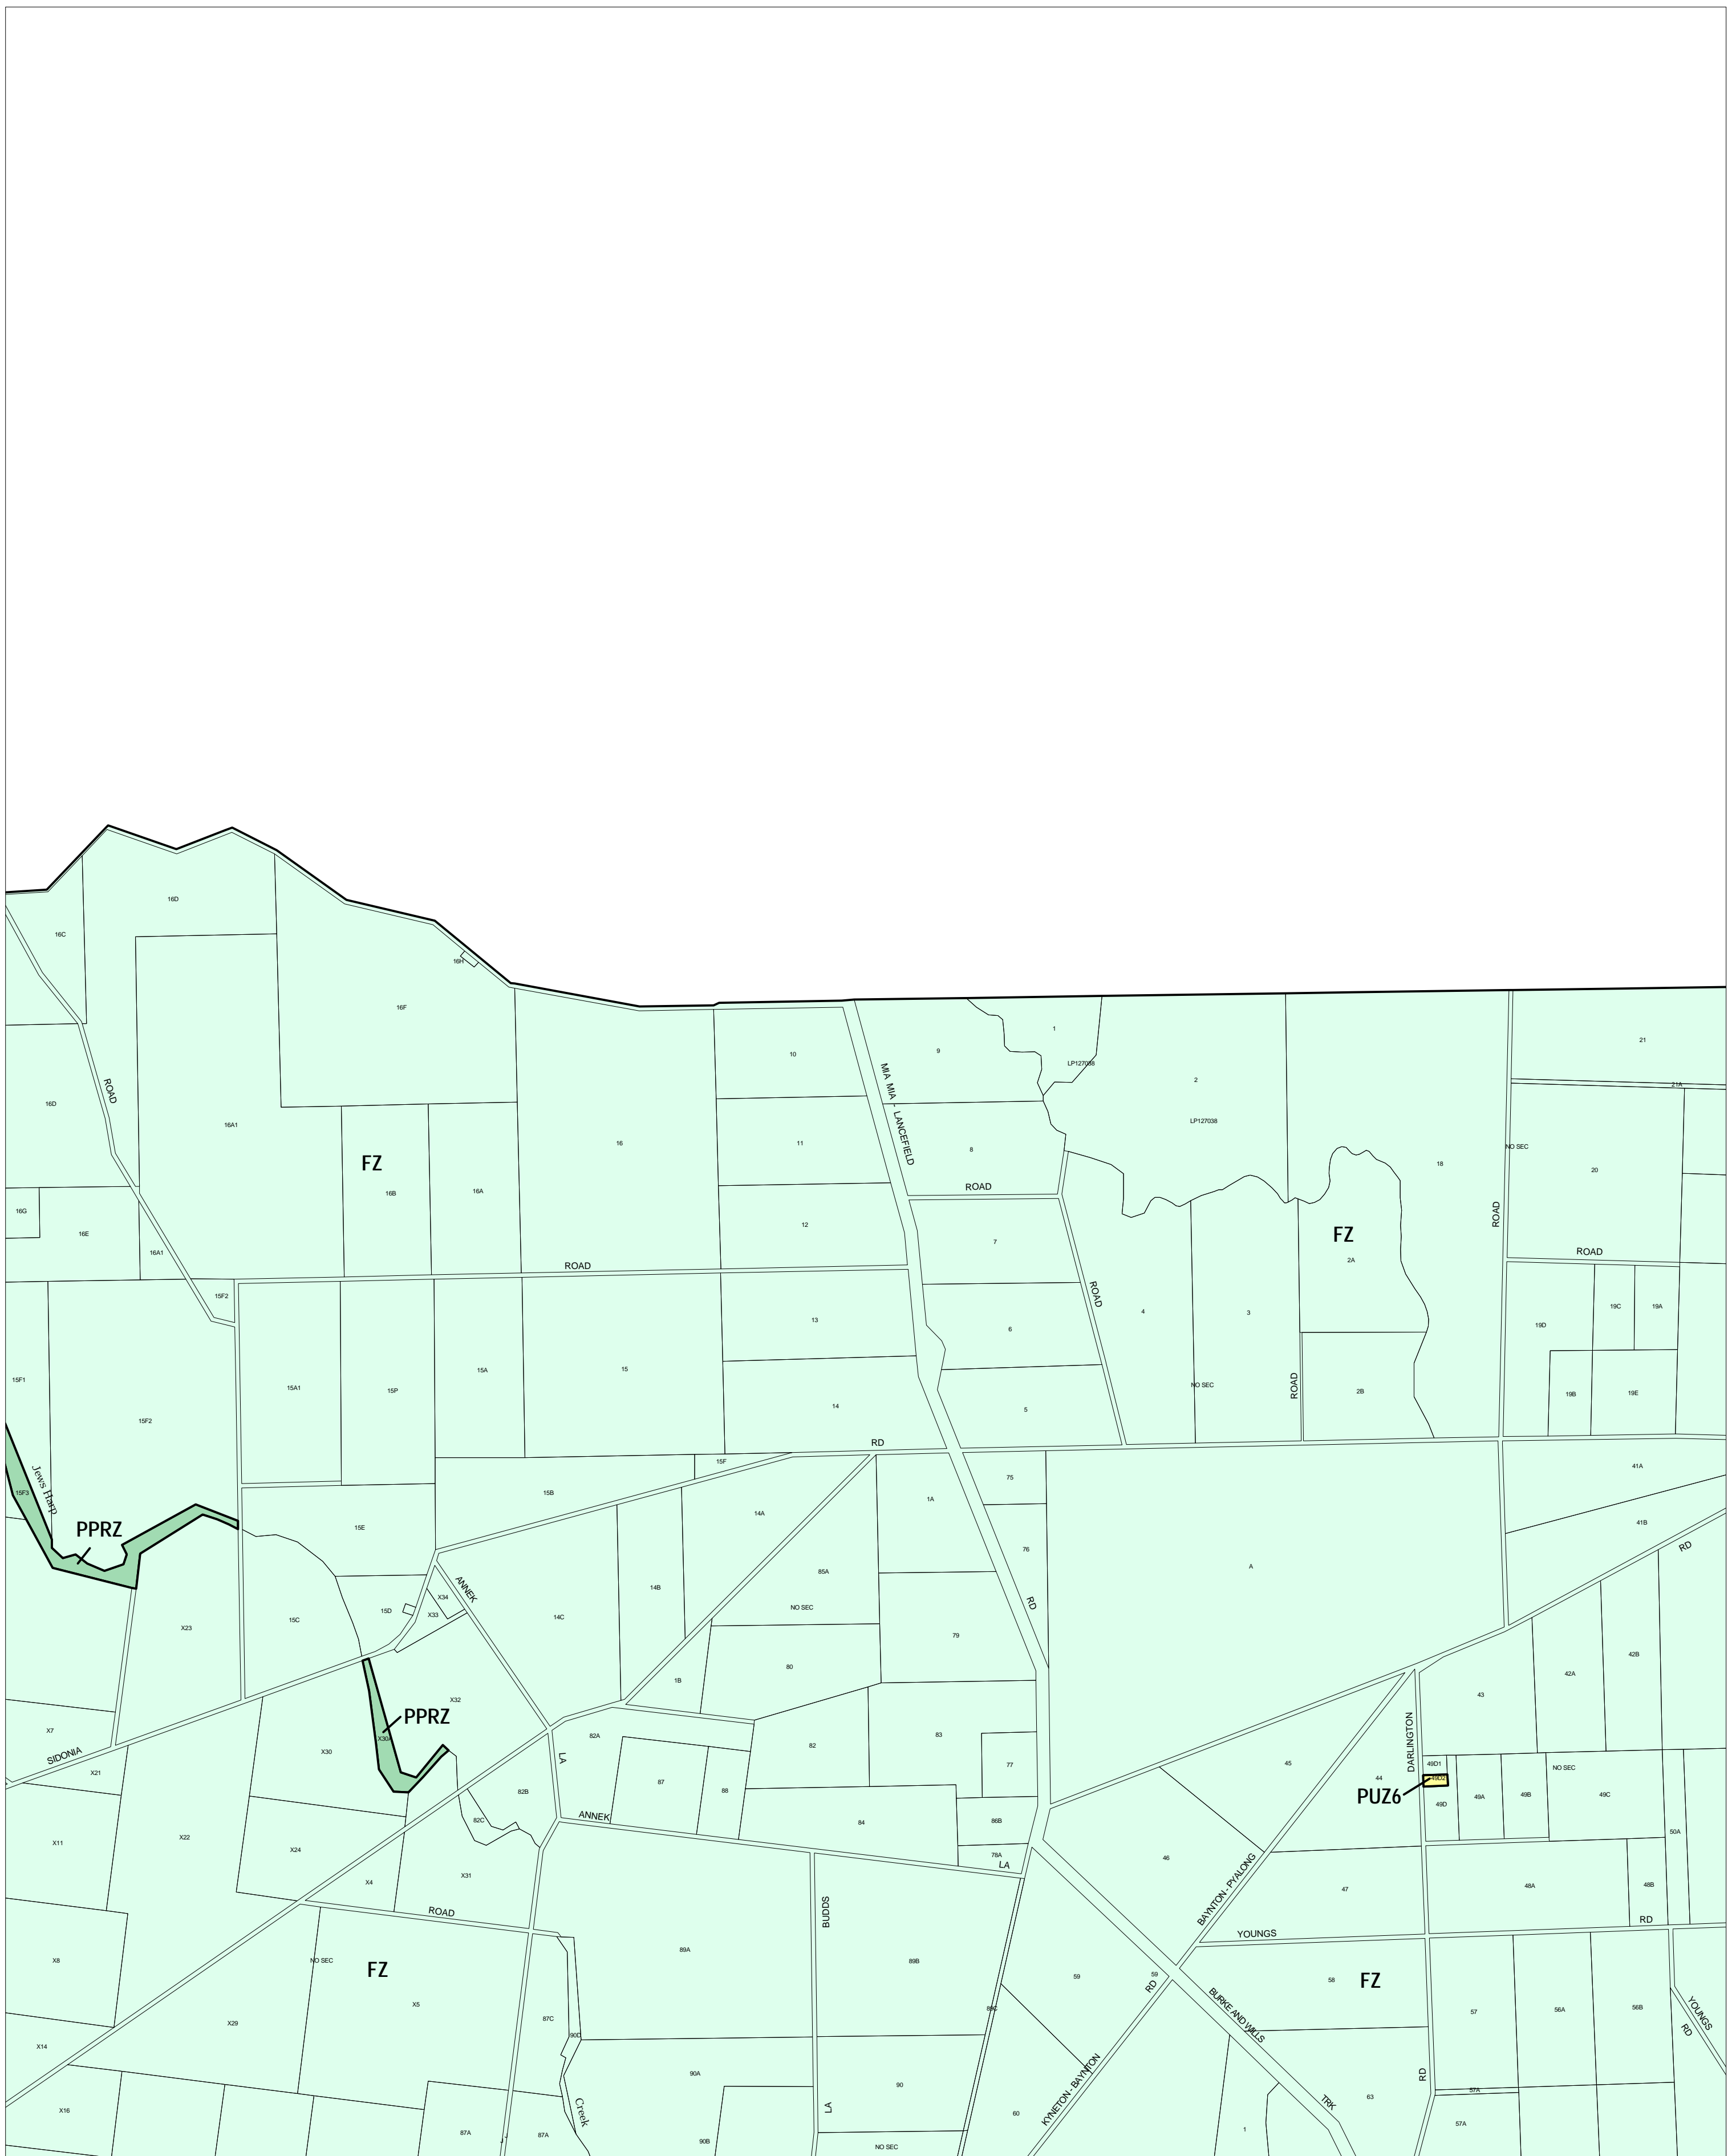 16D
16C
16H
16F
1
21
9
10
LP127038
2
21A
16D
ROAD
MIA MIA - LANCEFIELD
LP127038
16A1
16
11
8
NO SEC
18
20
FZ
16B
16A
ROAD
16G
12
ROAD
16E
7
FZ
16A1
ROAD
2A
ROAD
15F2
ROAD
19C
19A
4
3
13
19D
6
15F1
15A
15
15A1
15P
NO SEC
ROAD
2B
19B
19E
15F2
14
5
RD
15F
41A
75
Jews Harp
15F3
15B
1A
14A
41B
PPRZ
15E
76
RD
A
85A
ANNEK
14B
X34
NO SEC
RD
15D
X33
14C
15C
X23
79
42B
80
42A
1B
X32
43
PPRZ
X7
X30A
82A
83
SIDONIA
X30
LA
82
DARLINGTON
45
49D1
NO SEC
X21
77
44
49D2
87
88
82B
PUZ6
49A
49B
49C
49D
ANNEK
82C
84
86B
50A
X11
X22
X24
78A
LA
46
X31
X4
BAYNTON - PYALONG
47
48A
48B
ROAD
BUDDS
RD
YOUNGS
89A
X8
NO SEC
FZ
89B
59
59
58
FZ
RD
X5
89C
BURKE AND WILLS
57
56A
56B
YOUNGS
RD
X29
87C
90D
X14
90A
KYNETON - BAYNTON
RD
90
57A
63
X16
LA
TRK
Creek
60
57A
87A
87A
1
90B
NO SEC